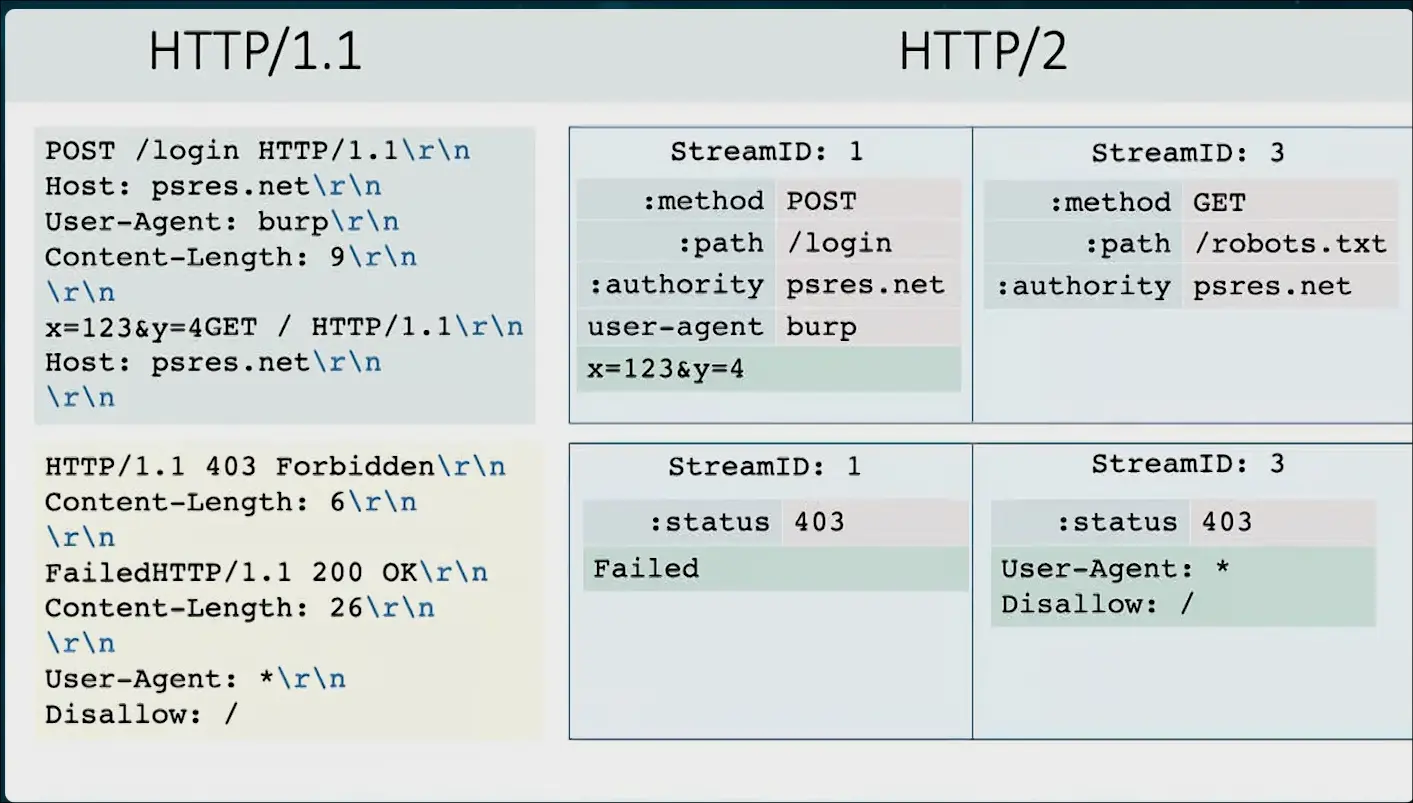 HTTP/1.1
HTTP/2
POST /login HTTP/1.1\r\n
Host: psres.net\r\n
User-Agent: burp\r\n
Content-Length: 9\r\n
\r\n
x=123&y=4GET / HTTP/1.1\r\n
Host: psres.net\r\n
\r\n
HTTP/1.1 403 Forbidden\r\n
Content-Length: 6\r\n
\r\n
FailedHTTP/1.1 200 OK\r\n
Content-Length: 26\r\n
\r\n
User-Agent: *\r\n
Disallow: /
StreamID: 1
:method POST
:path /login
:authority psres.net
user-agent burp
x=123&y=4
StreamID: 3
:method GET
:path /robots.txt
:authority psres.net
StreamID: 1
:status 403
Failed
StreamID: 3
:status 403
User-Agent: *
Disallow: /